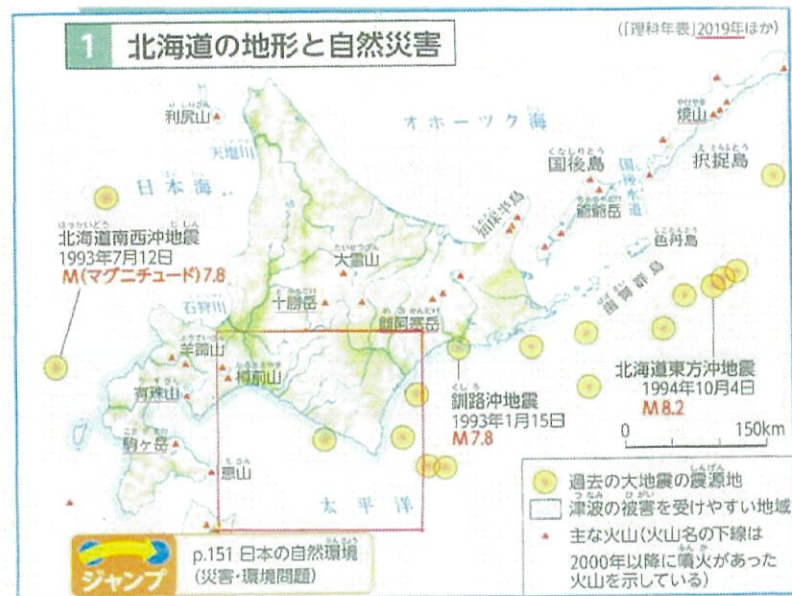 1 北海道の地形と自然災害
(「理科年表」2019年ほか)
利尻山
天塩川
オホーツク海
焼山
日本海
国後島
国後水道
択捉島
爺爺岳
知床半島
色丹島
北海道南西沖地震
1993年7月12日
M(マグニチュード)7.8
大雪山
歯舞群島
十勝岳
雌阿寒岳
石狩川
羊蹄山
樽前山
有珠山
北海道東方沖地震
1994年10月4日
M8.2
釧路沖地震
1993年1月15日
M7.8
駒ヶ岳
恵山
0 150km
太平洋
過去の大地震の震源地
津波の被害を受けやすい地域
主な火山(火山名の下線は
2000年以降に噴火があった
火山を示している)
ジャンプ
p.151 日本の自然環境
(災害・環境問題)